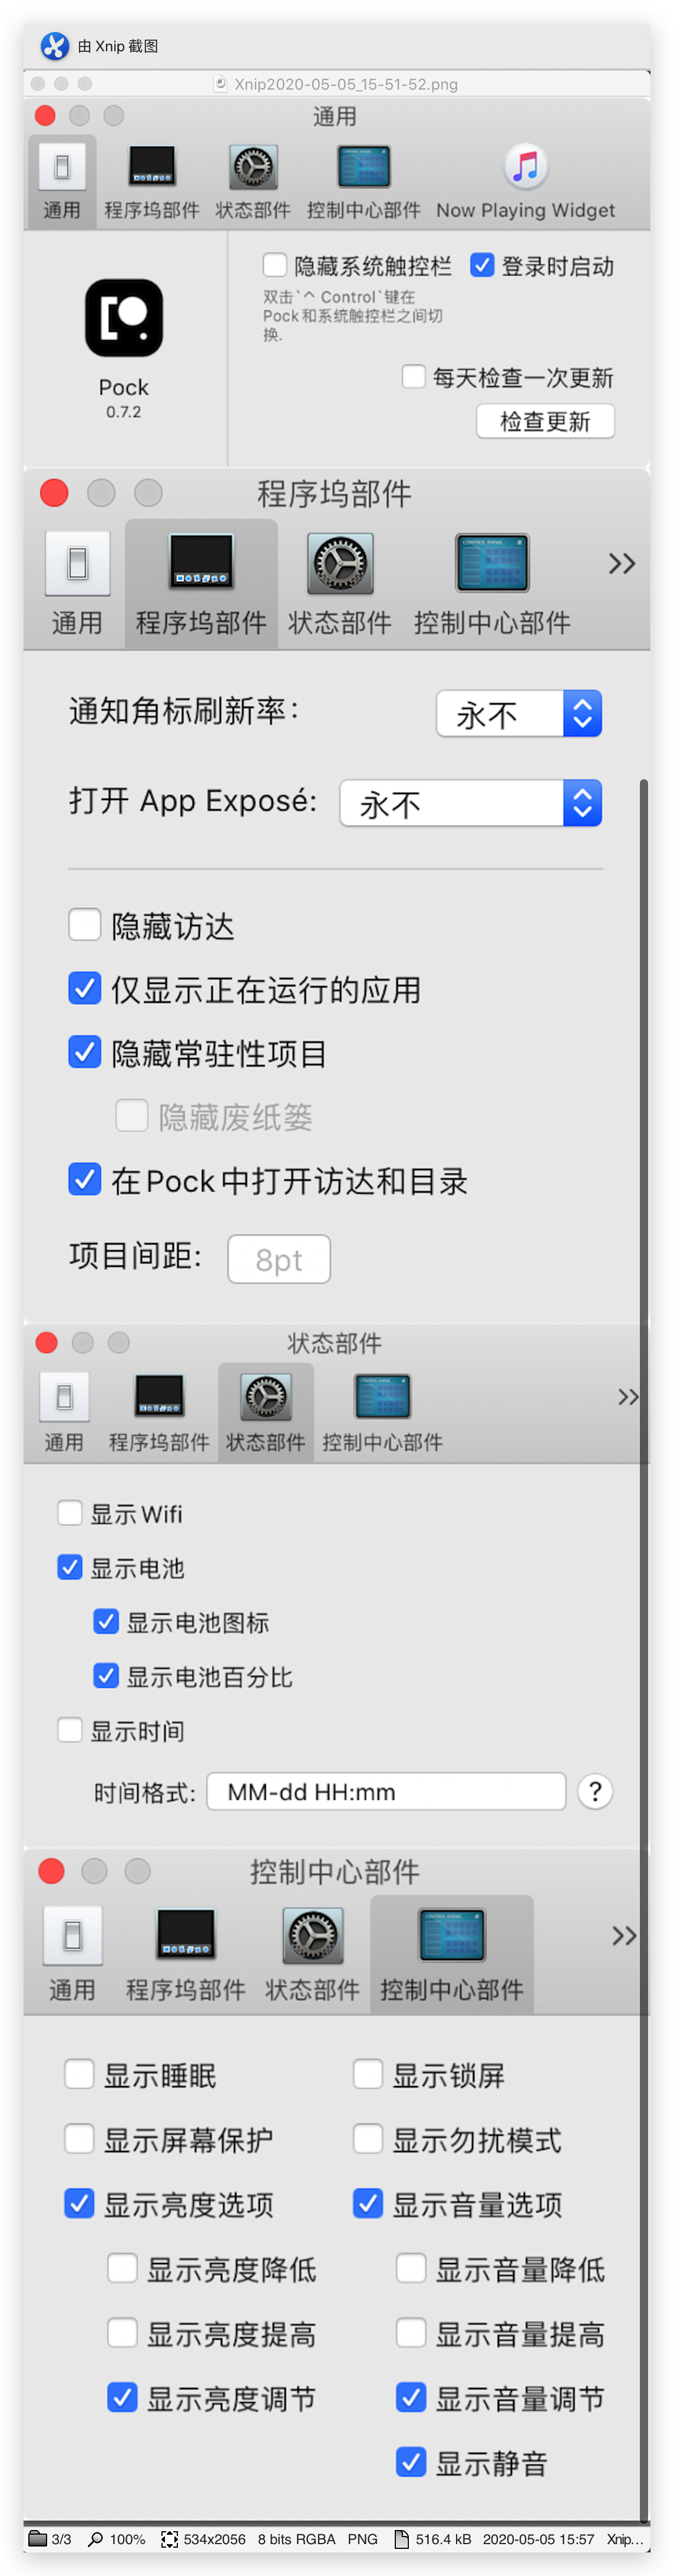 由 Xnip 截图
Xnip2020-05-05_15-51-52.png
通用
通用 程序坞部件 状态部件 控制中心部件 Now Playing Widget
隐藏系统触控栏 登录时启动
双击`^ Control`键在
Pock和系统触控栏之间切
换.
Pock
0.7.2
每天检查一次更新
检查更新
程序坞部件
通用 程序坞部件 状态部件 控制中心部件
通知角标刷新率: 永不
打开 App Exposé: 永不
隐藏访达
仅显示正在运行的应用
隐藏常驻性项目
隐藏废纸篓
在Pock中打开访达和目录
项目间距: 8pt
状态部件
通用 程序坞部件 状态部件 控制中心部件
显示Wifi
显示电池
显示电池图标
显示电池百分比
显示时间
时间格式: MM-dd HH:mm ?
控制中心部件
通用 程序坞部件 状态部件 控制中心部件
显示睡眠 显示锁屏
显示屏幕保护 显示勿扰模式
显示亮度选项 显示音量选项
显示亮度降低 显示音量降低
显示亮度提高 显示音量提高
显示亮度调节 显示音量调节
显示静音
3/3 100% 534x2056 8 bits RGBA PNG 516.4 kB 2020-05-05 15:57 Xnip...